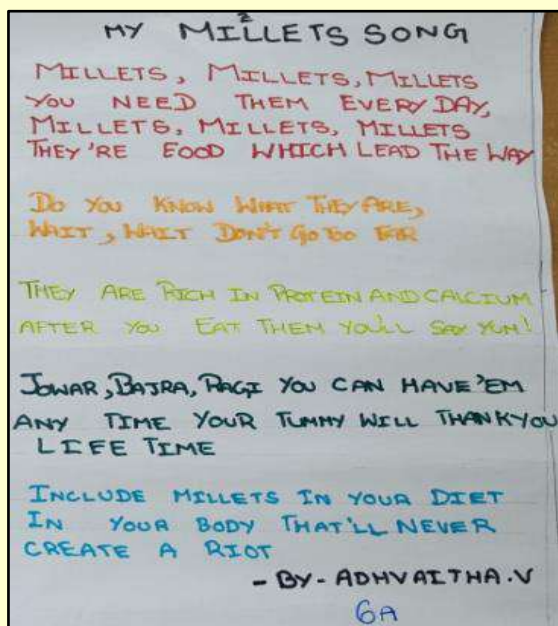 MY MILLETS SONG
MILLETS, MILLETS, MILLETS
YOU NEED THEM EVERY DAY,
MILLETS, MILLETS, MILLETS
THEY'RE FOOD WHICH LEAD THE WAY
DO YOU KNOW WHAT THEY ARE,
WAIT, WAIT DON'T GO TOO FAR
THEY ARE RICH IN PROTEIN AND CALCIUM
AFTER YOU EAT THEM YOU'LL SAY YUM!
JOWAR, BAJRA, RAGI YOU CAN HAVE 'EM
ANY TIME YOUR TUMMY WILL THANK YOU
LIFE TIME
INCLUDE MILLETS IN YOUR DIET
IN YOUR BODY THAT'LL NEVER
CREATE A RIOT
- BY - ADHVAITHA.V
6A